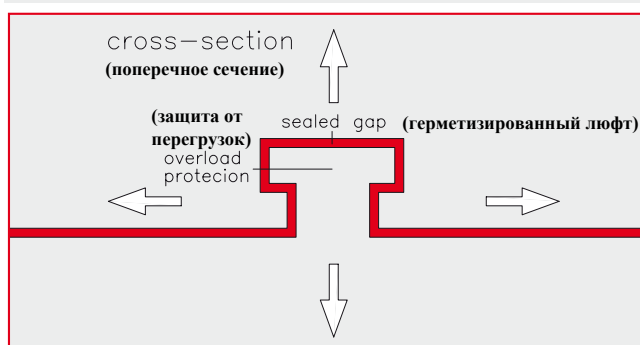 cross-section
(поперечное сечение)
(защита от
перегрузок)
sealed gap
(герметизированный люфт)
overload
protecion